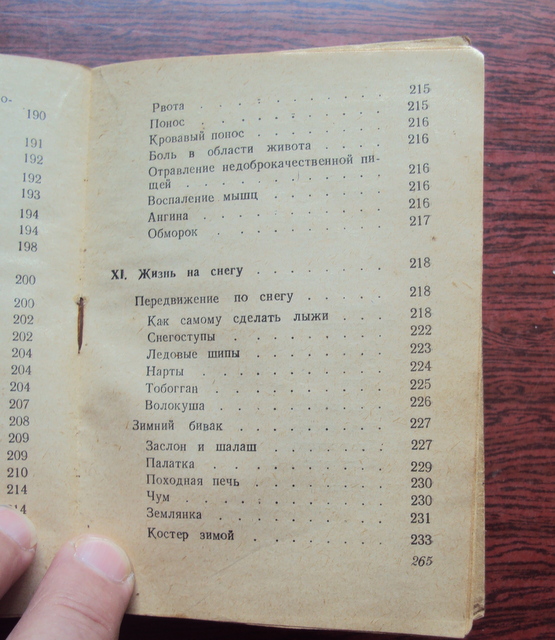 о-
190
191
192
192
193
194
194
198
200
200
202
202
204
204
204
207
208
209
209
210
214
Рвота . . . . . . . . . . 215
Понос . . . . . . . . . . 215
Кровавый понос . . . . . . . 216
Боль в области живота . . . . 216
Отравление недоброкачественной пи-
щей . . . . . . . . . . 216
Воспаление мышц . . . . . . 216
Ангина . . . . . . . . . 216
Обморок . . . . . . . . . 217
XI. Жизнь на снегу . . . . . . . 218
Передвижение по снегу . . . . . 218
Как самому сделать лыжи . . . . 218
Снегоступы . . . . . . . . 222
Ледовые шипы . . . . . . . 223
Нарты . . . . . . . . . 224
Тобогган . . . . . . . . . 225
Волокуша . . . . . . . . . 226
Зимний бивак . . . . . . . . 227
Заслон и шалаш . . . . . . . 227
Палатка . . . . . . . . . 229
Походная печь . . . . . . . 230
Чум . . . . . . . . . . 230
Землянка . . . . . . . . . 231
Костер зимой . . . . . . . 233
265